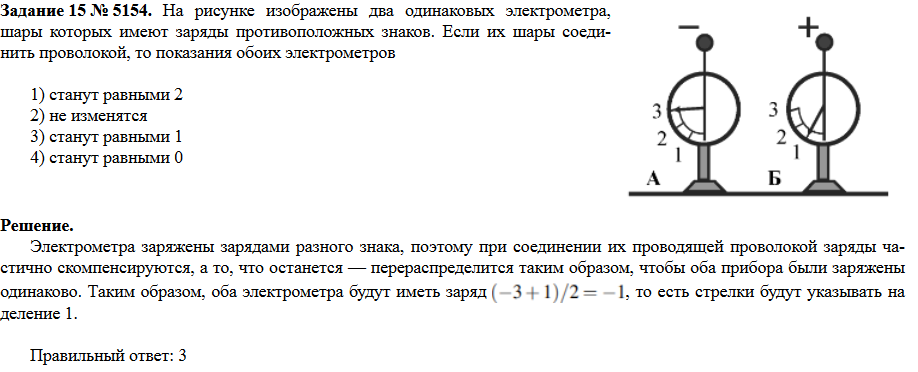 Задание 15 № 5154. На рисунке изображены два одинаковых электрометра,
шары которых имеют заряды противоположных знаков. Если их шары соеди-
нить проволокой, то показания обоих электрометров
1) станут равными 2
2) не изменятся
3) станут равными 1
4) станут равными 0
− +
3 3
2 2
1 1
А Б
Решение.
Электрометра заряжены зарядами разного знака, поэтому при соединении их проводящей проволокой заряды ча-
стично скомпенсируются, а то, что останется — перераспределится таким образом, чтобы оба прибора были заряжены
одинаково. Таким образом, оба электрометра будут иметь заряд (−3 + 1)/2 = −1, то есть стрелки будут указывать на
деление 1.
Правильный ответ: 3